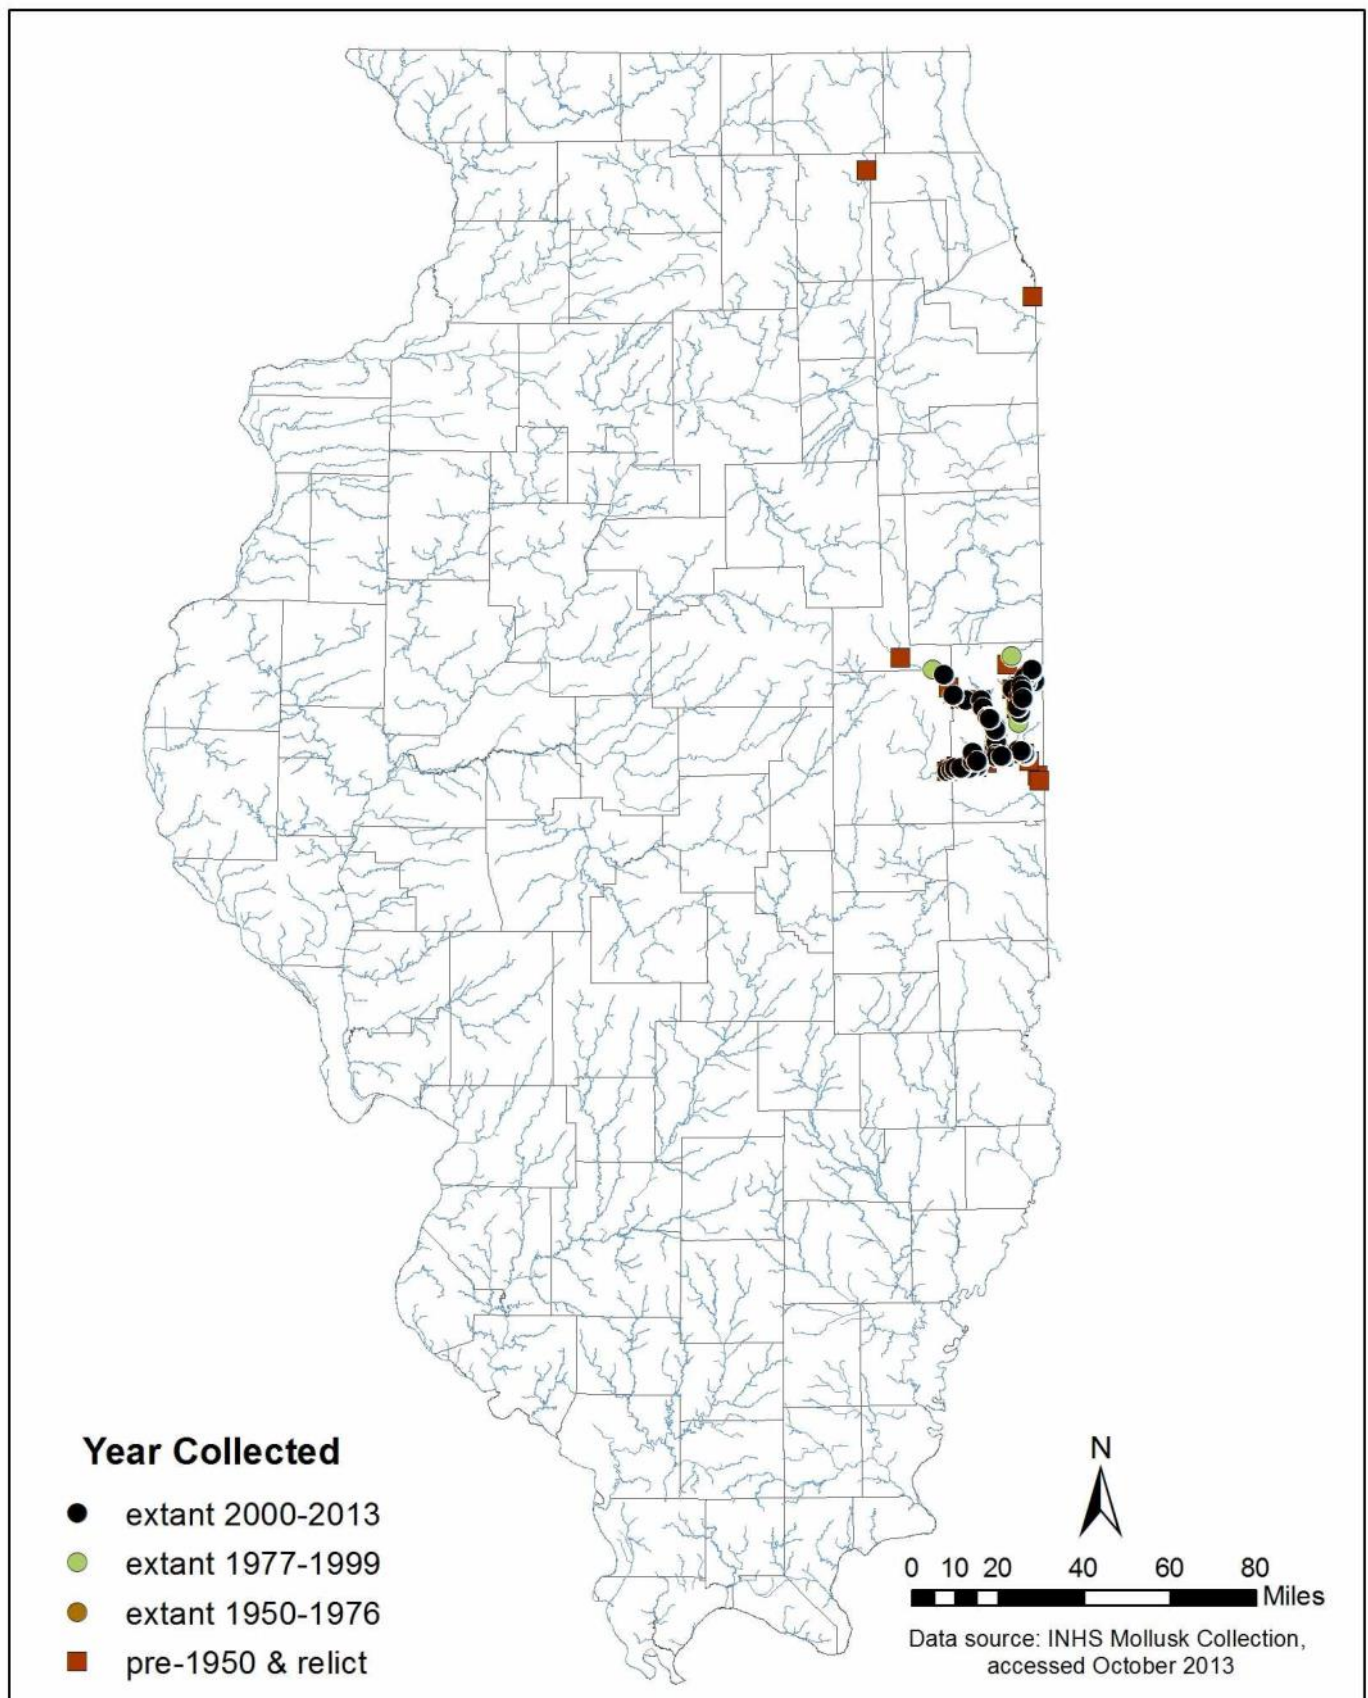 Year Collected
extant 2000-2013
extant 1977-1999
extant 1950-1976
pre-1950 & relict
N
0 10 20 40 60 80
Miles
Data source: INHS Mollusk Collection,
accessed October 2013